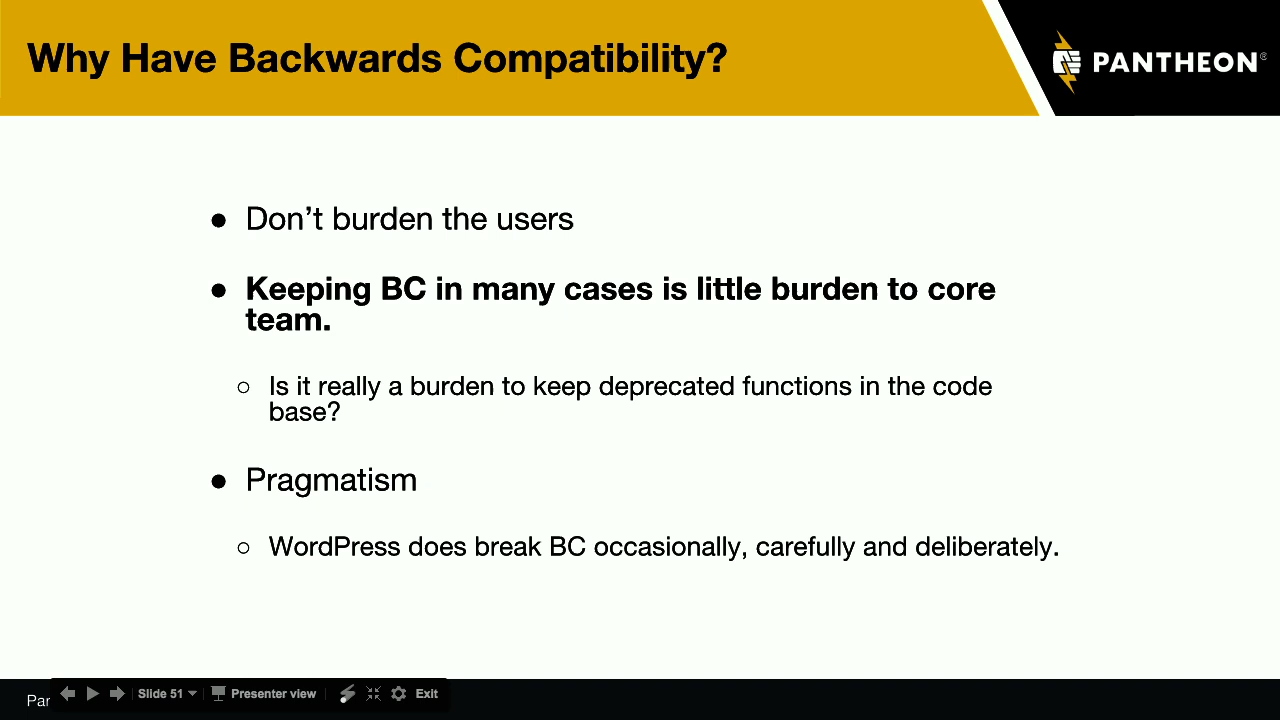 Why Have Backwards Compatibility?
PANTHEON®
● Don’t burden the users
● Keeping BC in many cases is little burden to core
team.
○ Is it really a burden to keep deprecated functions in the code
base?
● Pragmatism
○ WordPress does break BC occasionally, carefully and deliberately.
Par
Slide 51
Presenter view
Exit